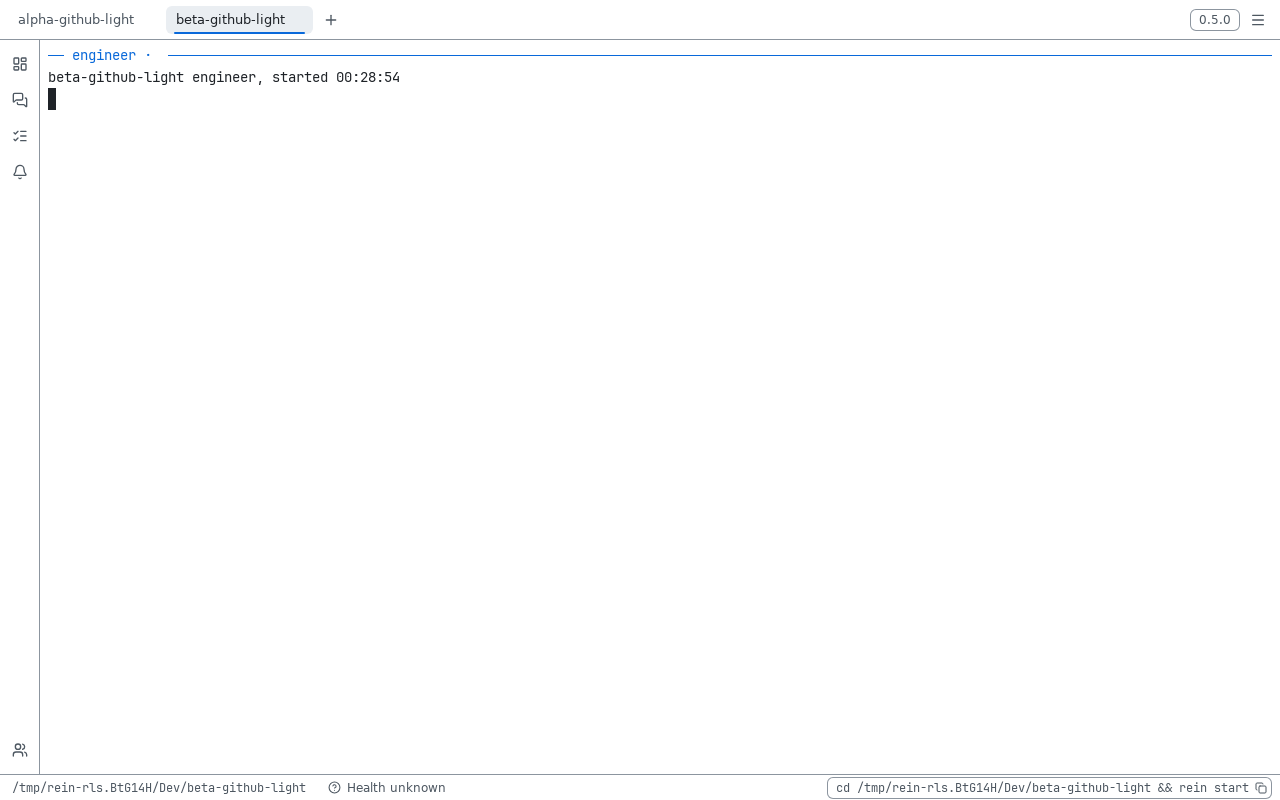 alpha-github-light
beta-github-light
0.5.0
engineer ·
beta-github-light engineer, started 00:28:54
/tmp/rein-rls.BtG14H/Dev/beta-github-light
Health unknown
cd /tmp/rein-rls.BtG14H/Dev/beta-github-light && rein start